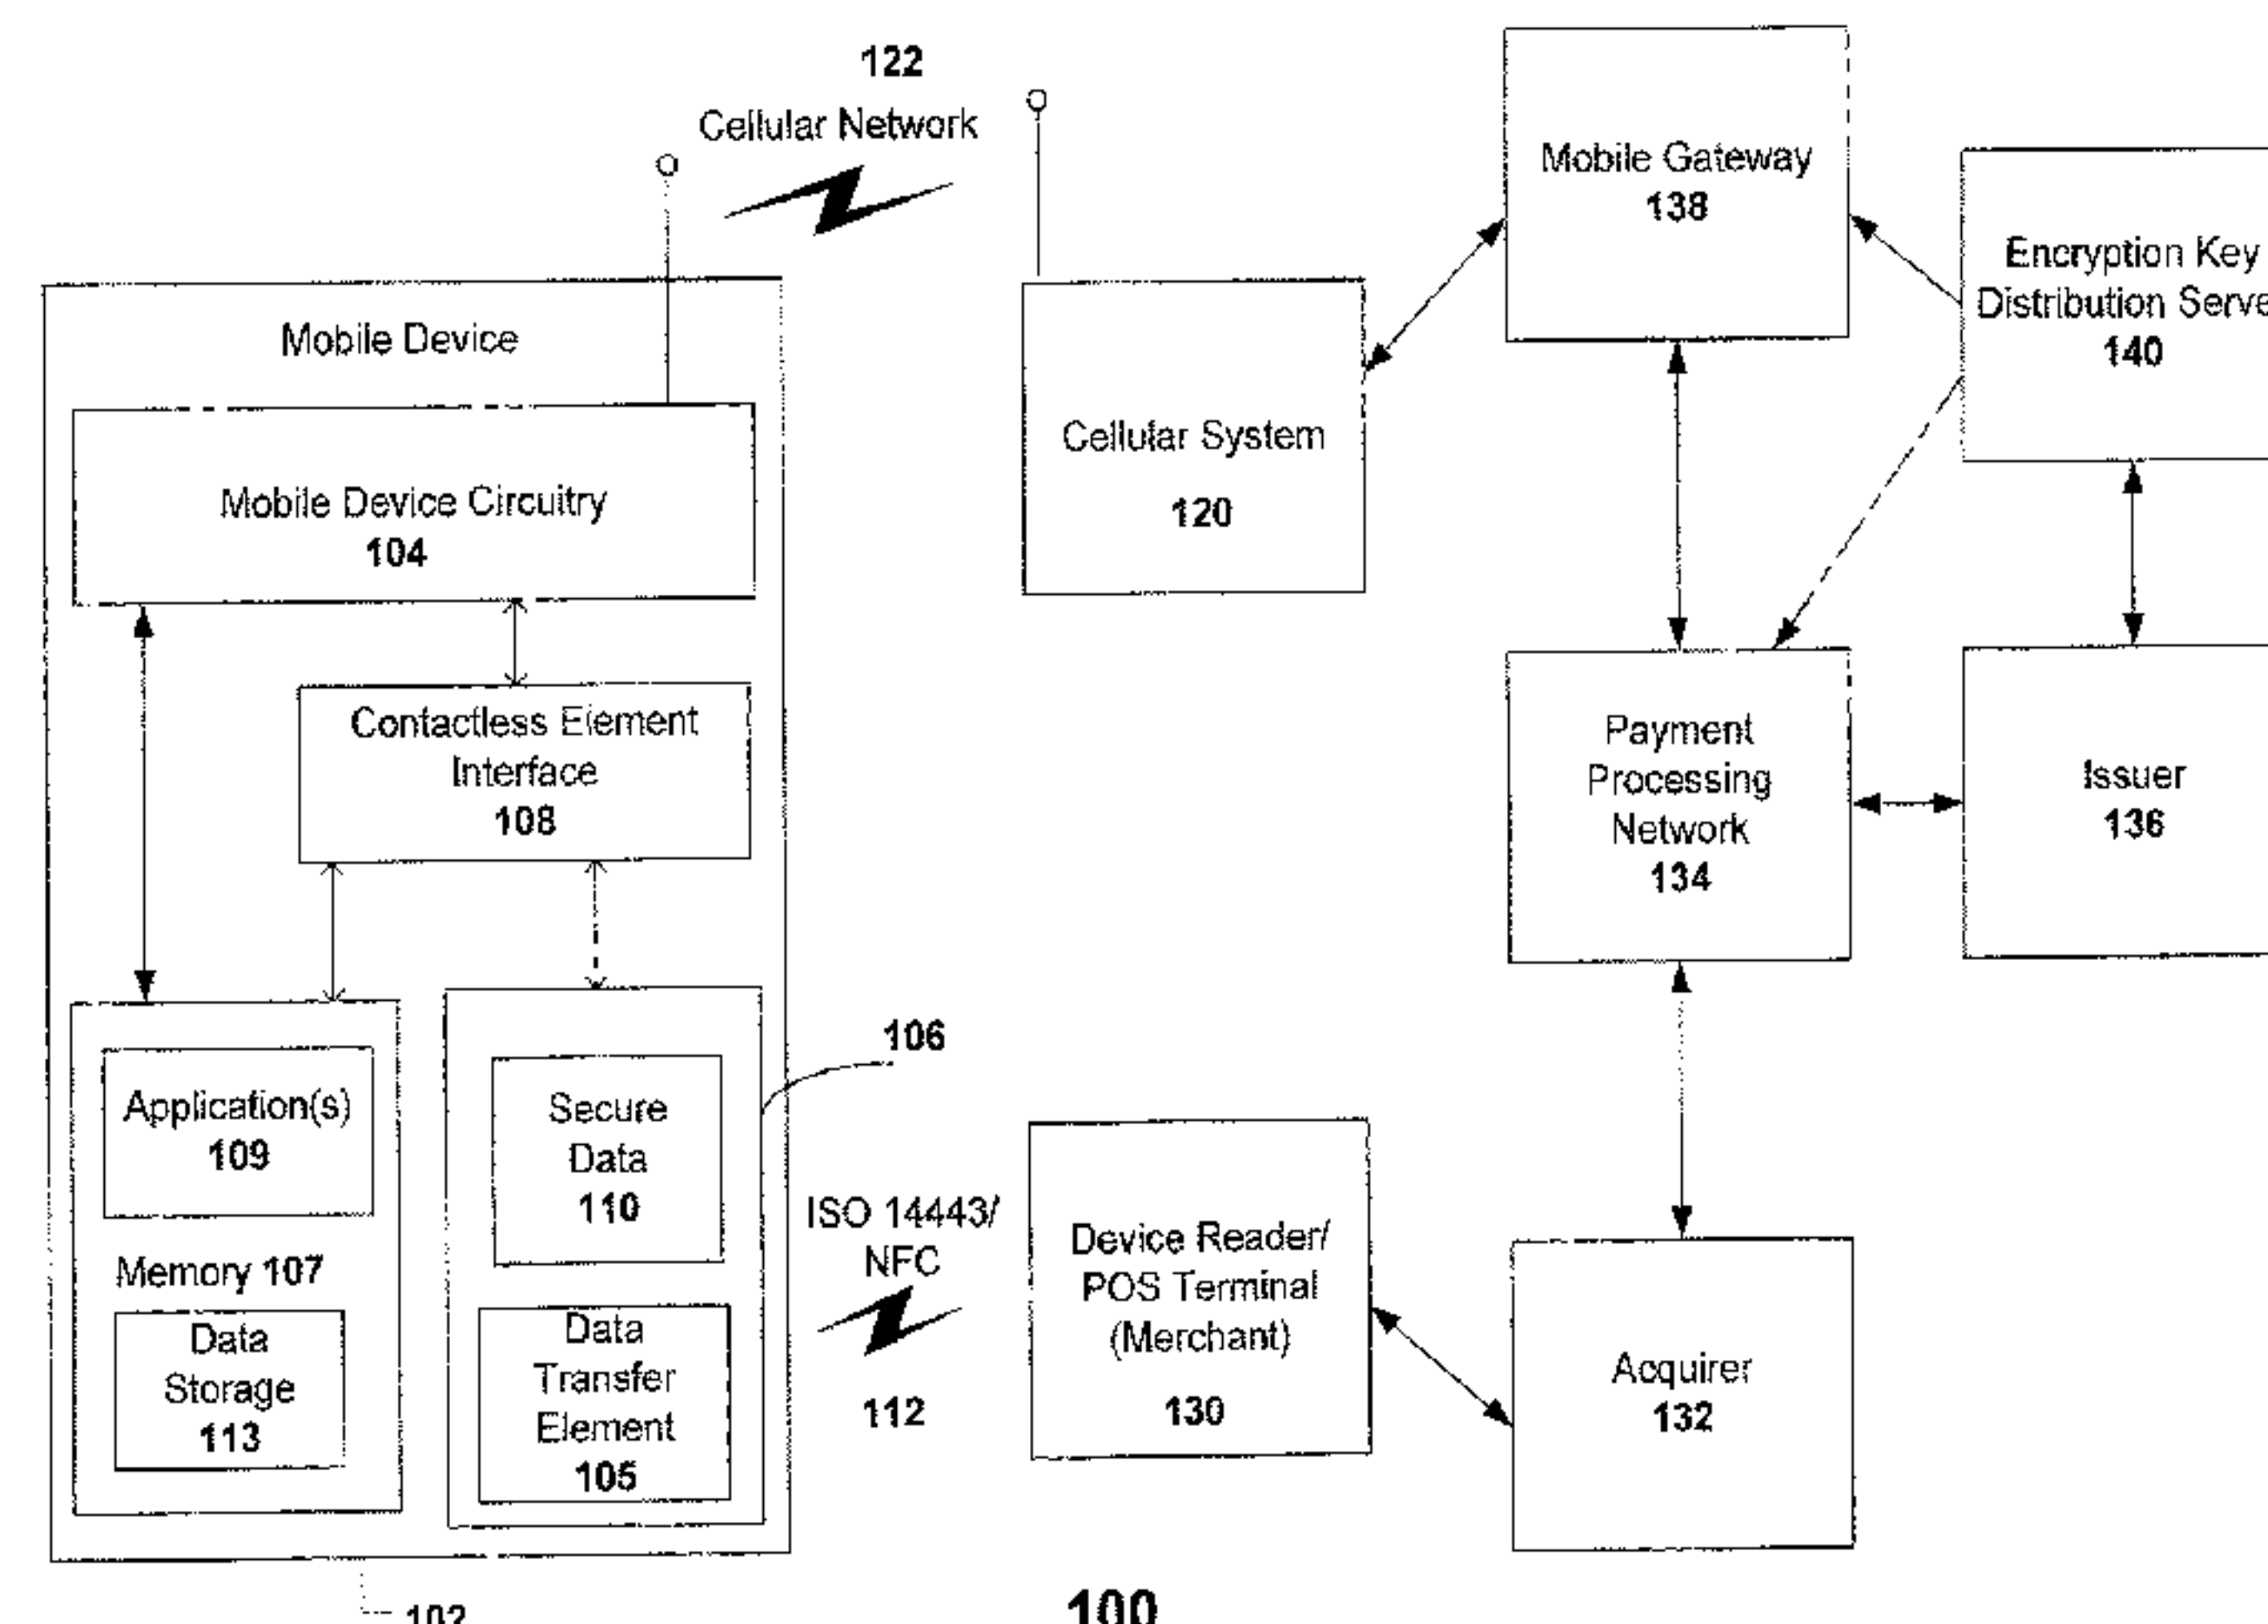 122
Cellular Network
Mobile Device
Mobile Device Circuitry
104
Contactless Element
Interface
108
Application(s)
109
Memory 107
Data
Storage
113
Secure
Data
110
Data
Transfer
Element
105
106
102
Cellular System
120
ISO 14443/
NFC
112
Device Reader/
POS Terminal
(Merchant)
130
Mobile Gateway
138
Encryption Key
Distribution Serve
140
Payment
Processing
Network
134
Issuer
136
Acquirer
132
100